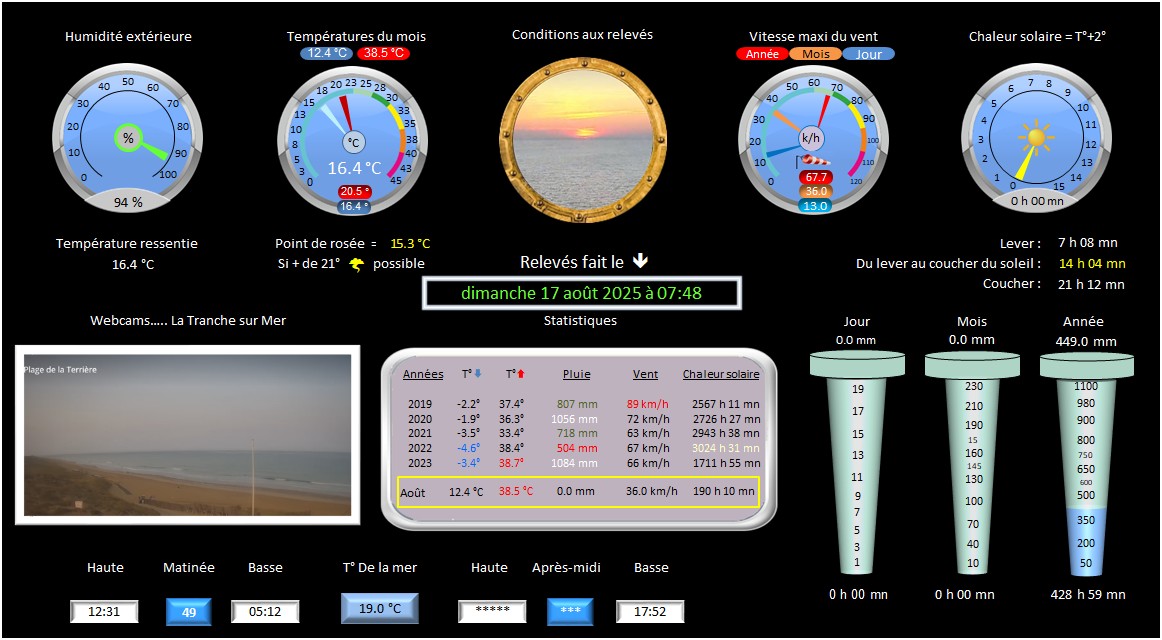 Humidité extérieure
Températures du mois
Conditions aux relevés
Vitesse maxi du vent
Chaleur solaire = T°+2°
12.4 °C 38.5 °C
Année Mois Jour
0 10 20 30 40 50 60 70 80 90 100
%
94 %
0 3 5 8 10 13 15 18 20 23 25 28 30 33 35 38 40 43 45
°C
16.4 °C
20.5 °
16.4 °
0 10 20 30 40 50 60 70 80 90 100 110 120
k/h
67.7
36.0
13.0
0 1 2 3 4 5 6 7 8 9 10 11 12 13 14 15
0 h 00 mn
Température ressentie
16.4 °C
Point de rosée = 15.3 °C
Si + de 21° possible
Relevés fait le
dimanche 17 août 2025 à 07:48
Lever : 7 h 08 mn
Du lever au coucher du soleil : 14 h 04 mn
Coucher : 21 h 12 mn
Webcams..... La Tranche sur Mer
Plage de la Terrière
Statistiques
Années T° T° Pluie Vent Chaleur solaire
2019 -2.2° 37.4° 807 mm 89 km/h 2567 h 11 mn
2020 -1.9° 36.3° 1056 mm 72 km/h 2726 h 27 mn
2021 -3.5° 33.4° 718 mm 63 km/h 2943 h 38 mn
2022 -4.6° 38.4° 504 mm 67 km/h 3024 h 31 mn
2023 -3.4° 38.7° 1084 mm 66 km/h 1711 h 55 mn
Août 12.4 °C 38.5 °C 0.0 mm 36.0 km/h 190 h 10 mn
Jour
0.0 mm
19
17
15
13
11
9
7
5
3
1
0 h 00 mn
Mois
0.0 mm
230
210
190
15
160
145
130
100
70
40
10
0 h 00 mn
Année
449.0 mm
1100
980
900
800
750
650
600
500
350
200
50
428 h 59 mn
Haute Matinée Basse
12:31 49 05:12
T° De la mer
19.0 °C
Haute Après-midi Basse
***** *** 17:52